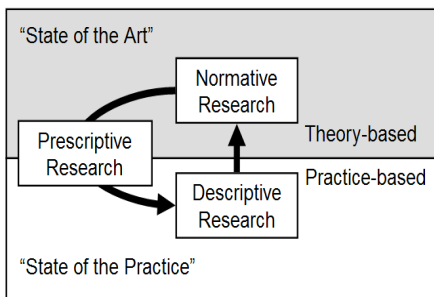 “State of the Art”
Normative
Research
Theory-based
Prescriptive
Research
Practice-based
Descriptive
Research
“State of the Practice”